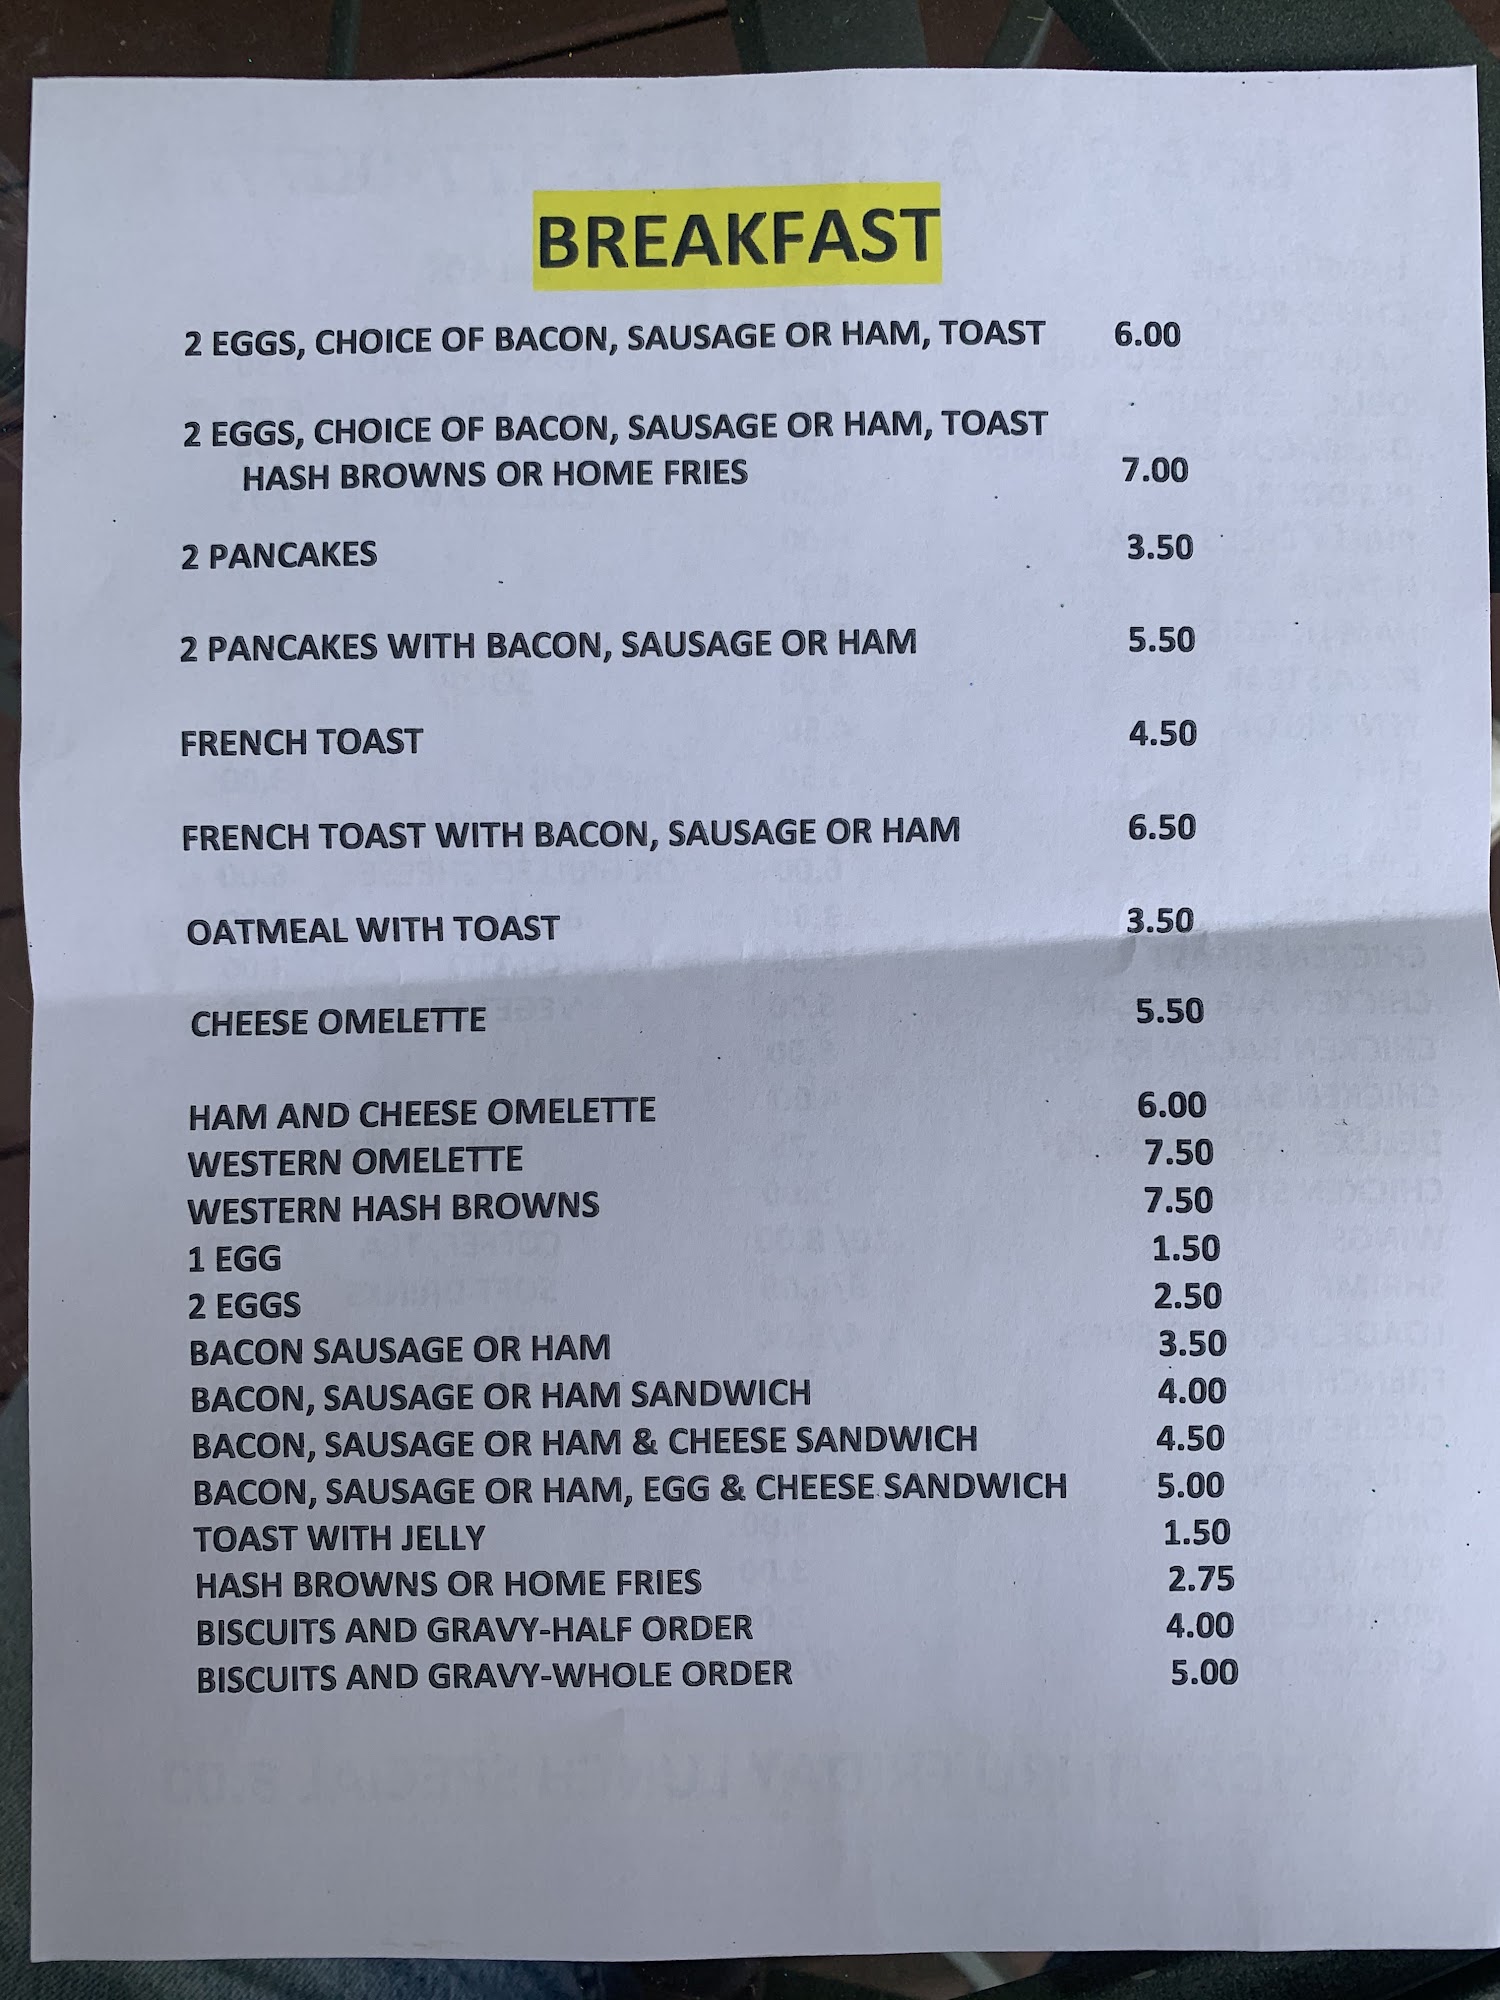 BREAKFAST
2 EGGS, CHOICE OF BACON, SAUSAGE OR HAM, TOAST 6.00
2 EGGS, CHOICE OF BACON, SAUSAGE OR HAM, TOAST
HASH BROWNS OR HOME FRIES 7.00
2 PANCAKES 3.50
2 PANCAKES WITH BACON, SAUSAGE OR HAM 5.50
FRENCH TOAST 4.50
FRENCH TOAST WITH BACON, SAUSAGE OR HAM 6.50
OATMEAL WITH TOAST 3.50
CHEESE OMELETTE 5.50
HAM AND CHEESE OMELETTE 6.00
WESTERN OMELETTE 7.50
WESTERN HASH BROWNS 7.50
1 EGG 1.50
2 EGGS 2.50
BACON SAUSAGE OR HAM 3.50
BACON, SAUSAGE OR HAM SANDWICH 4.00
BACON, SAUSAGE OR HAM & CHEESE SANDWICH 4.50
BACON, SAUSAGE OR HAM, EGG & CHEESE SANDWICH 5.00
TOAST WITH JELLY 1.50
HASH BROWNS OR HOME FRIES 2.75
BISCUITS AND GRAVY-HALF ORDER 4.00
BISCUITS AND GRAVY-WHOLE ORDER 5.00